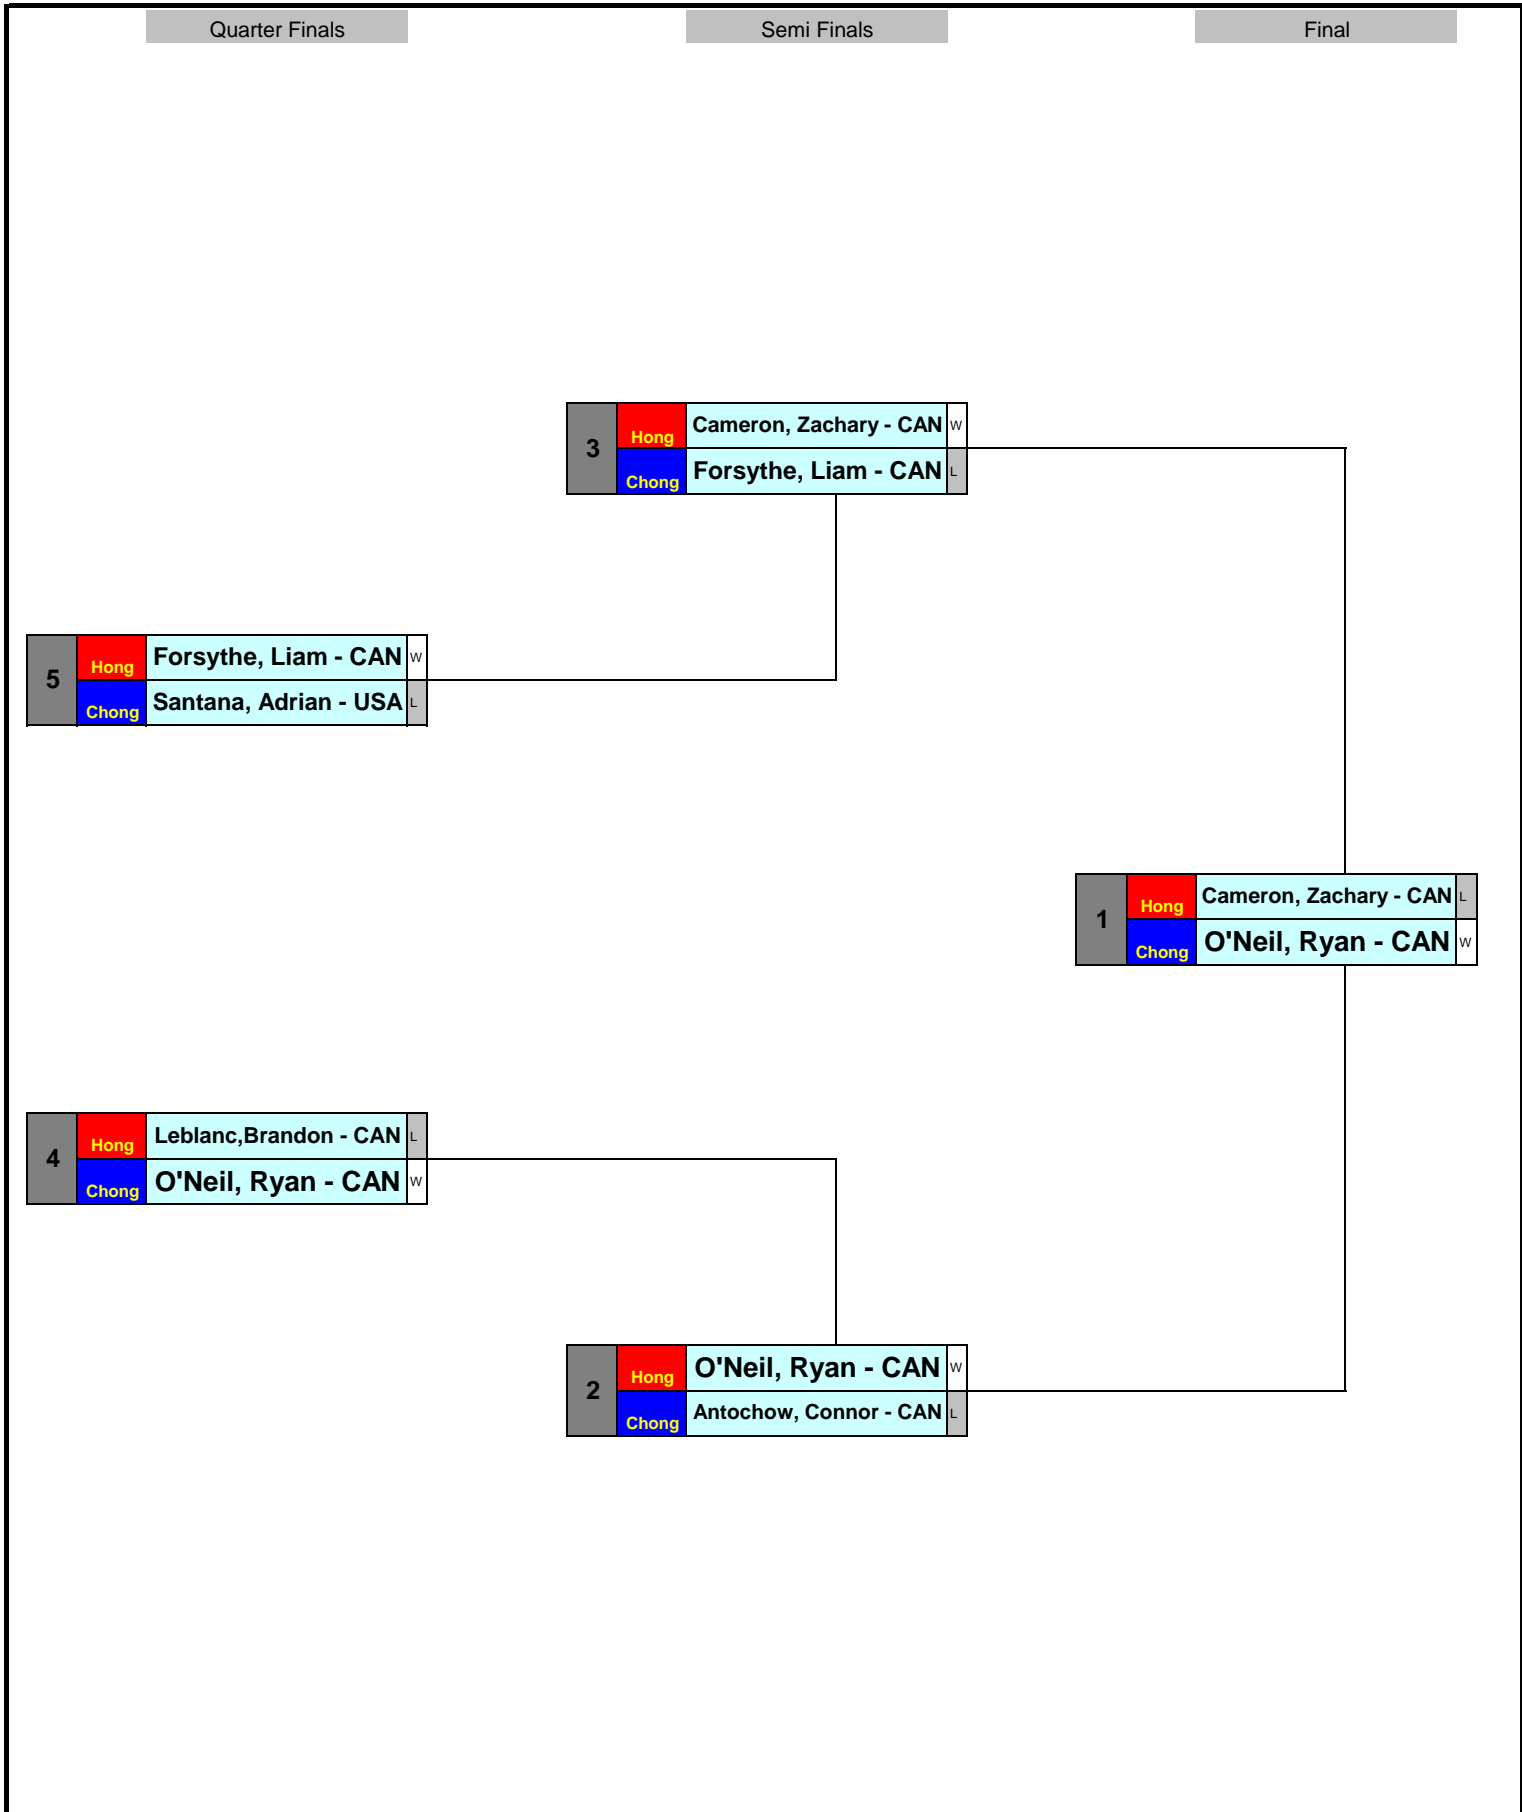 Quarter Finals Semi Finals Final
3 Hong Cameron, Zachary - CAN W
Chong Forsythe, Liam - CAN L
5 Hong Forsythe, Liam - CAN W
Chong Santana, Adrian - USA L
1 Hong Cameron, Zachary - CAN L
Chong O'Neil, Ryan - CAN W
4 Hong Leblanc,Brandon - CAN L
Chong O'Neil, Ryan - CAN W
2 Hong O'Neil, Ryan - CAN W
Chong Antochow, Connor - CAN L